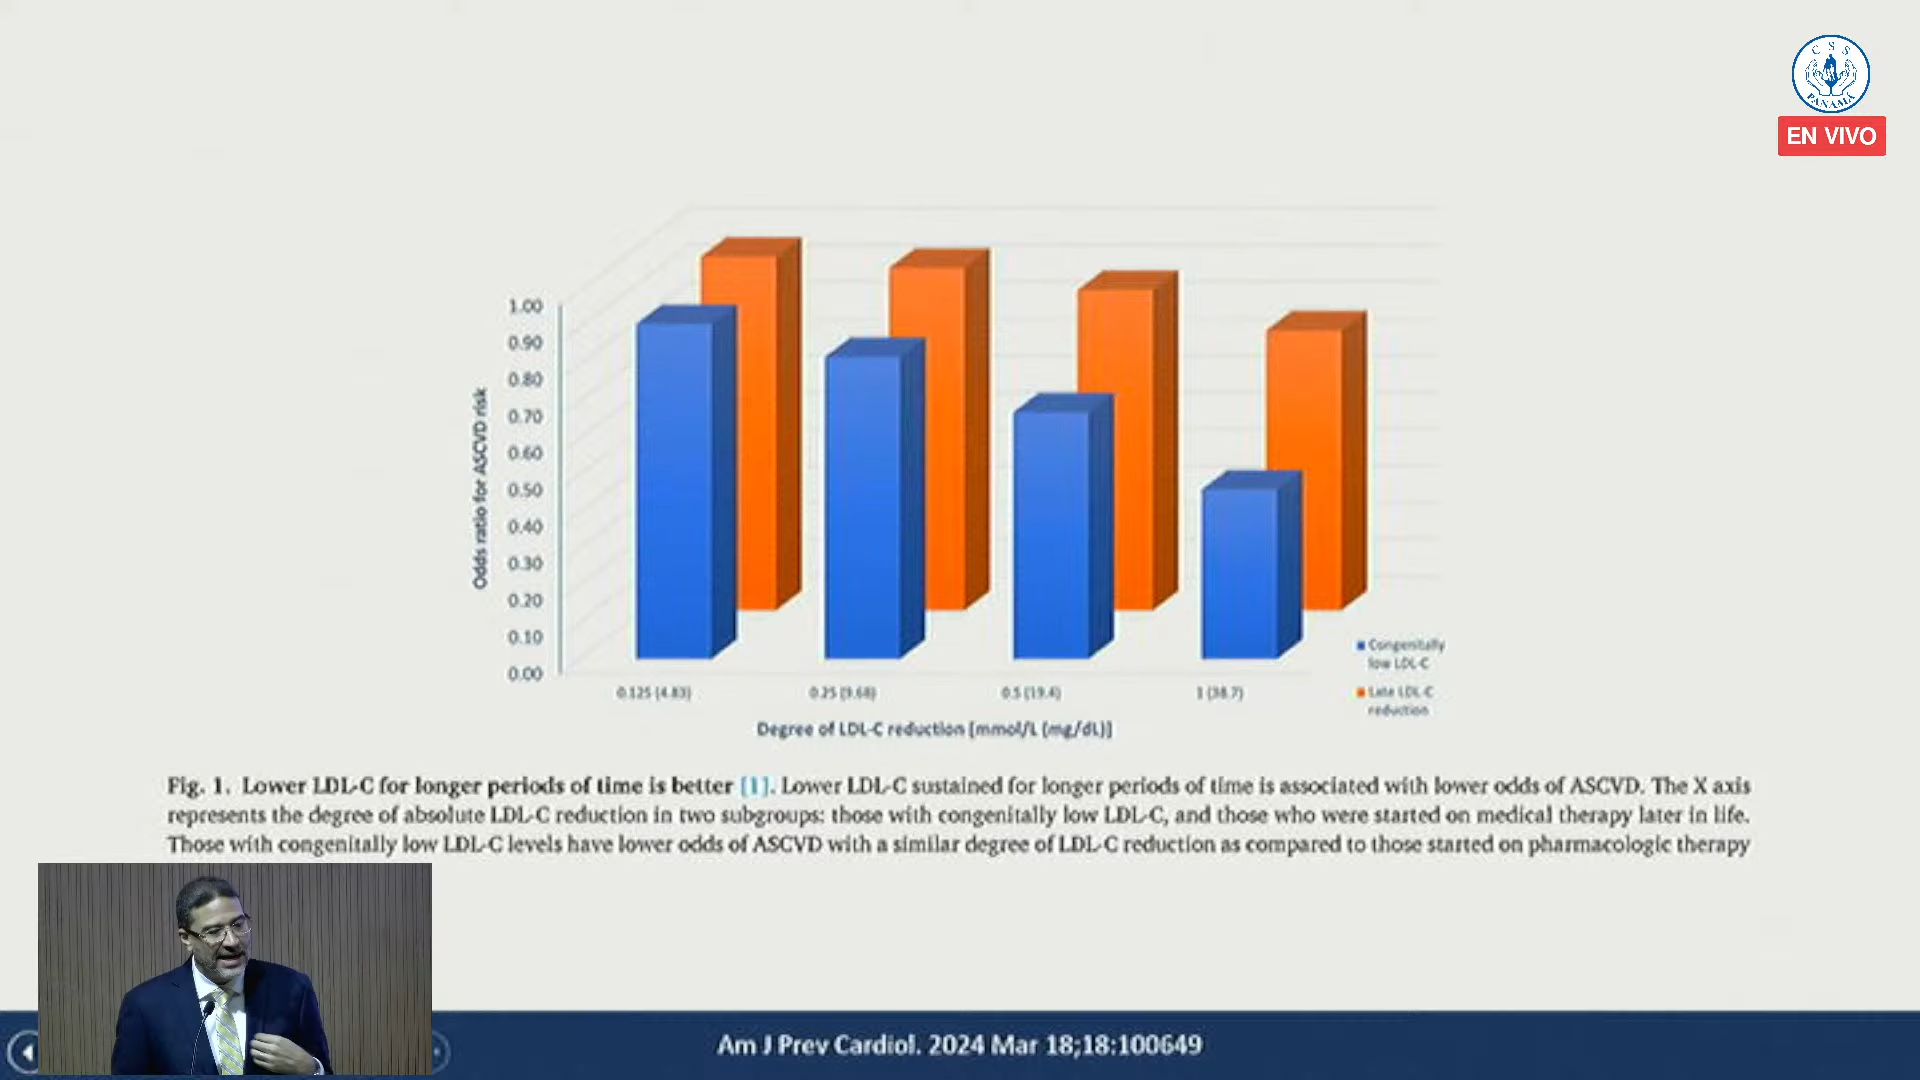 CSS
PANAMÁ
EN VIVO
1.00
0.90
0.80
0.70
0.60
0.50
0.40
0.30
0.20
0.10
0.00
Odds ratio for ASCVD risk
0.125 (4.83)
0.25 (9.68)
0.5 (19.4)
1 (38.7)
Degree of LDL-C reduction [mmol/L (mg/dL)]
Congenitally
low LDL-C
Late LDL-C
reduction
Fig. 1. Lower LDL-C for longer periods of time is better [1]. Lower LDL-C sustained for longer periods of time is associated with lower odds of ASCVD. The X axis
represents the degree of absolute LDL-C reduction in two subgroups: those with congenitally low LDL-C, and those who were started on medical therapy later in life.
Those with congenitally low LDL-C levels have lower odds of ASCVD with a similar degree of LDL-C reduction as compared to those started on pharmacologic therapy
Am J Prev Cardiol. 2024 Mar 18;18:100649